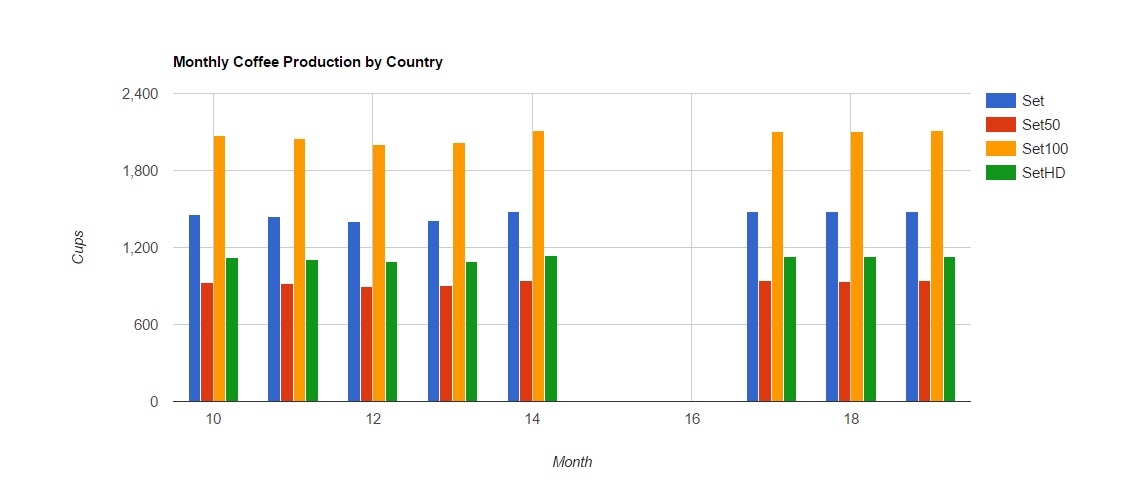 Monthly Coffee Production by Country
2,400
1,800
1,200
600
0
Cups
10 12 14 16 18
Month
Set
Set50
Set100
SetHD